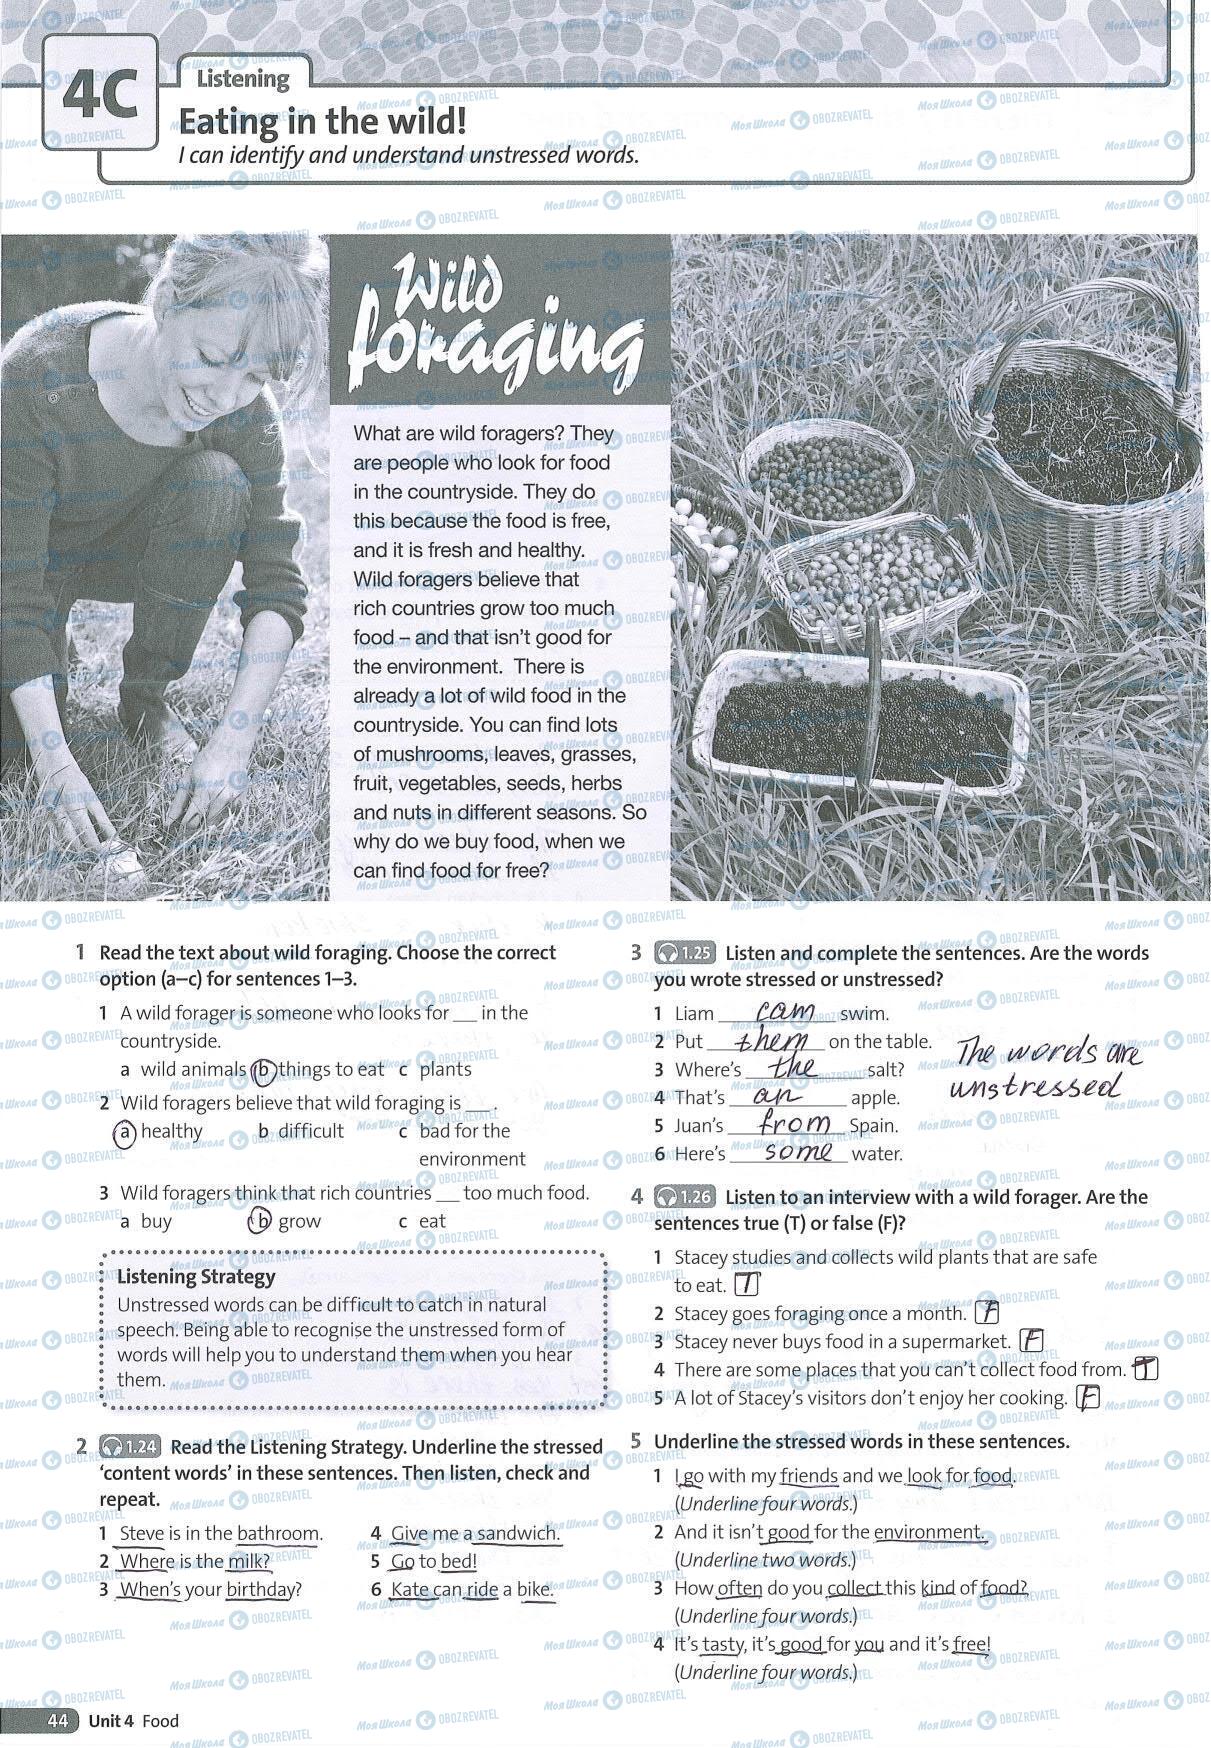 4C
Listening
Eating in the wild!
I can identify and understand unstressed words.
Wild
foraging
What are wild foragers? They
are people who look for food
in the countryside. They do
this because the food is free,
and it is fresh and healthy.
Wild foragers believe that
rich countries grow too much
food – and that isn't good for
the environment. There is
already a lot of wild food in the
countryside. You can find lots
of mushrooms, leaves, grasses,
fruit, vegetables, seeds, herbs
and nuts in different seasons. So
why do we buy food, when we
can find food for free?
1 Read the text about wild foraging. Choose the correct
option (a–c) for sentences 1–3.
1 A wild forager is someone who looks for __ in the
countryside.
a wild animals b things to eat c plants
2 Wild foragers believe that wild foraging is __.
a healthy b difficult c bad for the
environment
3 Wild foragers think that rich countries __ too much food.
a buy b grow c eat
Listening Strategy
Unstressed words can be difficult to catch in natural
speech. Being able to recognise the unstressed form of
words will help you to understand them when you hear
them.
2 1.24 Read the Listening Strategy. Underline the stressed
'content words' in these sentences. Then listen, check and
repeat.
1 Steve is in the bathroom.
2 Where is the milk?
3 When's your birthday?
4 Give me a sandwich.
5 Go to bed!
6 Kate can ride a bike.
3 1.25 Listen and complete the sentences. Are the words
you wrote stressed or unstressed?
1 Liam can swim.
2 Put them on the table.
3 Where's the salt?
4 That's an apple.
5 Juan's from Spain.
6 Here's some water.
The words are
unstressed
4 1.26 Listen to an interview with a wild forager. Are the
sentences true (T) or false (F)?
1 Stacey studies and collects wild plants that are safe
to eat. T
2 Stacey goes foraging once a month. F
3 Stacey never buys food in a supermarket. F
4 There are some places that you can't collect food from. T
5 A lot of Stacey's visitors don't enjoy her cooking. F
5 Underline the stressed words in these sentences.
1 I go with my friends and we look for food.
(Underline four words.)
2 And it isn't good for the environment.
(Underline two words.)
3 How often do you collect this kind of food?
(Underline four words.)
4 It's tasty, it's good for you and it's free!
(Underline four words.)
44 Unit 4 Food
МояШкола OBOZREVATEL